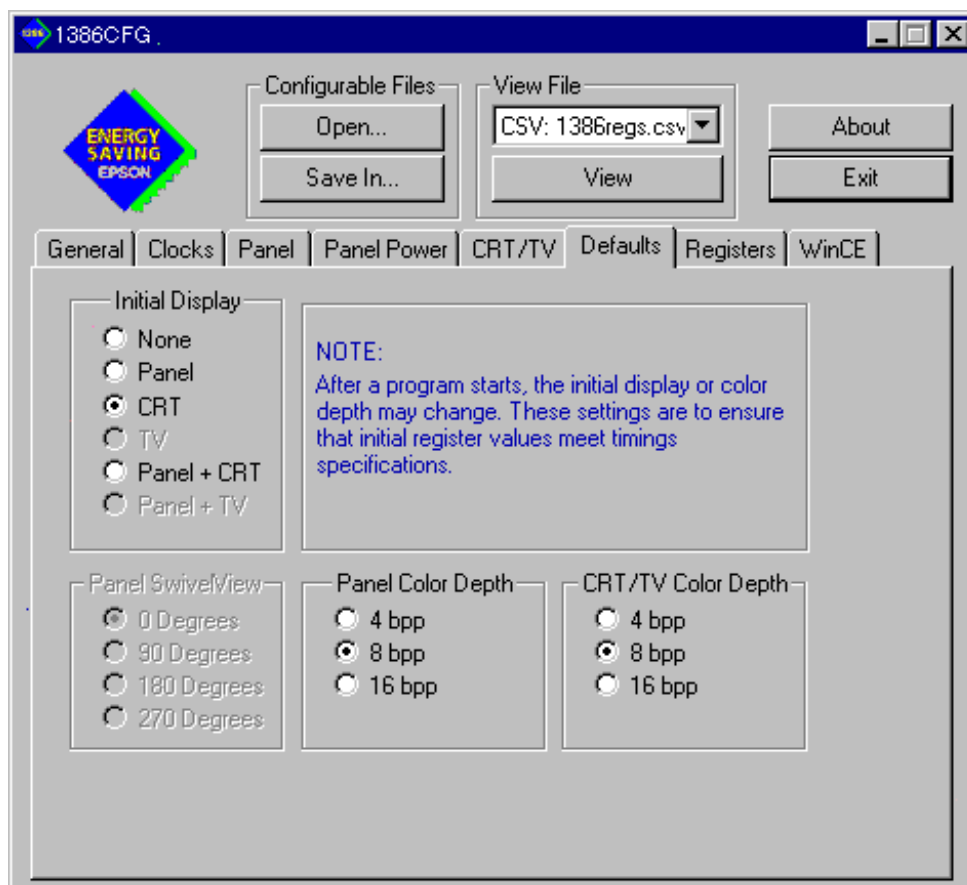 1386 1386CFG
Configurable Files
View File
ENERGY
SAVING
EPSON
Open...
CSV: 1386regs.csv
About
Save In...
View
Exit
General Clocks Panel Panel Power CRT/TV Defaults Registers WinCE
Initial Display
None
Panel
CRT
TV
Panel + CRT
Panel + TV
NOTE:
After a program starts, the initial display or color
depth may change. These settings are to ensure
that initial register values meet timings
specifications.
Panel SwivelView
0 Degrees
90 Degrees
180 Degrees
270 Degrees
Panel Color Depth
4 bpp
8 bpp
16 bpp
CRT/TV Color Depth
4 bpp
8 bpp
16 bpp